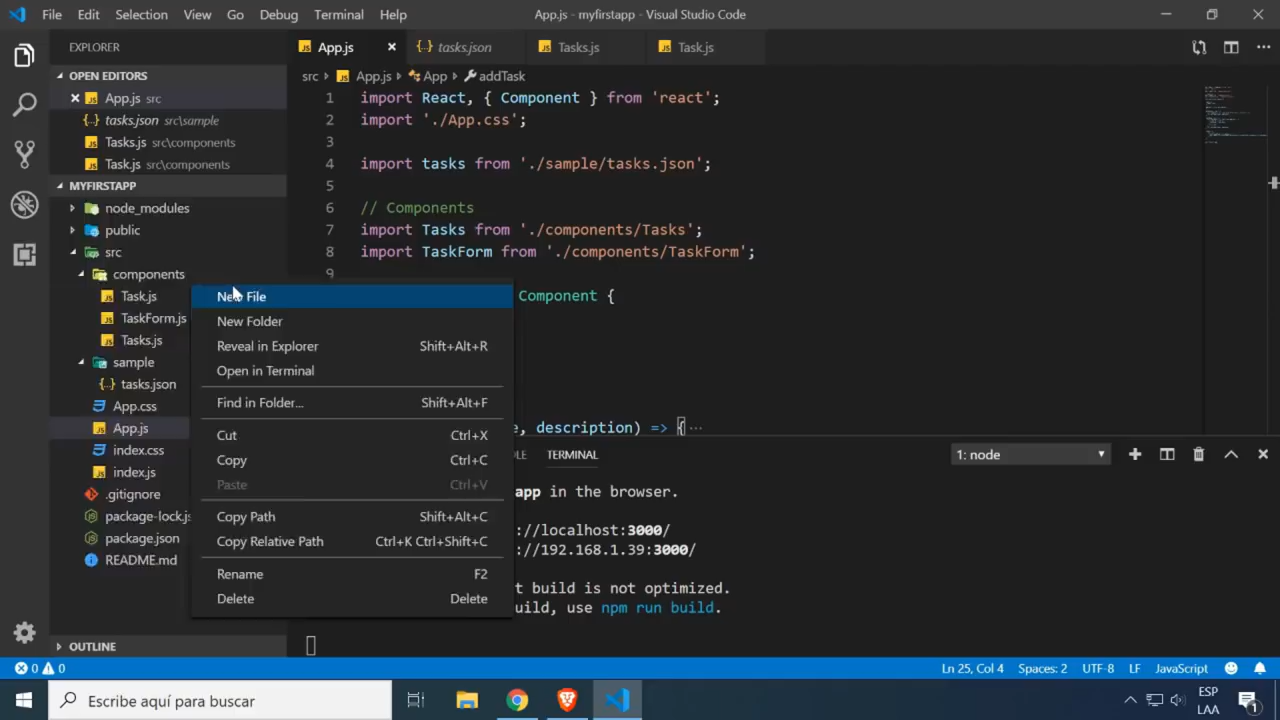 File Edit Selection View Go Debug Terminal Help App.js - myfirstapp - Visual Studio Code
EXPLORER
OPEN EDITORS
App.js src
tasks.json src\sample
Tasks.js src\components
Task.js src\components
MYFIRSTAPP
node_modules
public
src
components
Task.js
TaskForm.js
Tasks.js
sample
tasks.json
App.css
App.js
index.css
index.js
.gitignore
package-lock.js
package.json
README.md
OUTLINE
App.js tasks.json Tasks.js Task.js
src App.js App addTask
1 import React, { Component } from 'react';
2 import './App.css';
3
4 import tasks from './sample/tasks.json';
5
6 // Components
7 import Tasks from './components/Tasks';
8 import TaskForm from './components/TaskForm';
9
Component {
, description) => {
New File
New Folder
Reveal in Explorer Shift+Alt+R
Open in Terminal
Find in Folder... Shift+Alt+F
Cut Ctrl+X
Copy Ctrl+C
Paste Ctrl+V
Copy Path Shift+Alt+C
Copy Relative Path Ctrl+K Ctrl+Shift+C
Rename F2
Delete Delete
TERMINAL 1: node
app in the browser.
://localhost:3000/
://192.168.1.39:3000/
t build is not optimized.
uild, use npm run build.
0 0 Ln 25, Col 4 Spaces: 2 UTF-8 LF JavaScript
Escribe aquí para buscar
ESP
LAA
1